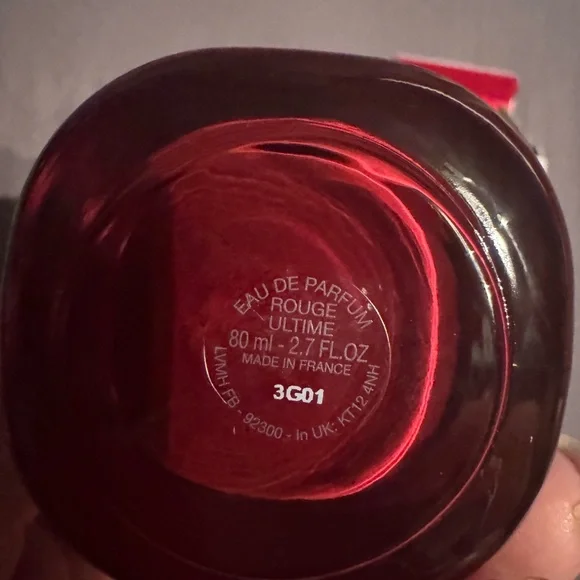 EAU DE PARFUM
ROUGE
ULTIME
80 ml - 2.7 FL.OZ
MADE IN FRANCE
3G01
LVMH FB - 92300 - In UK: KT12 4NH